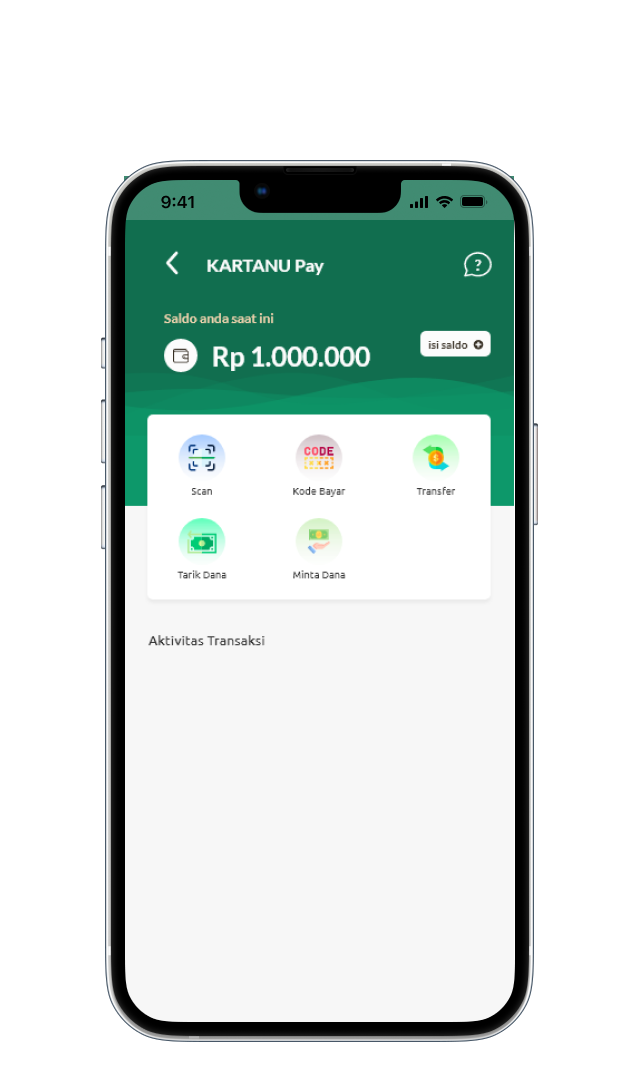 9:41
KARTANU Pay
?
Saldo anda saat ini
Rp 1.000.000
isi saldo
CODE
Scan
Kode Bayar
Transfer
Tarik Dana
Minta Dana
Aktivitas Transaksi